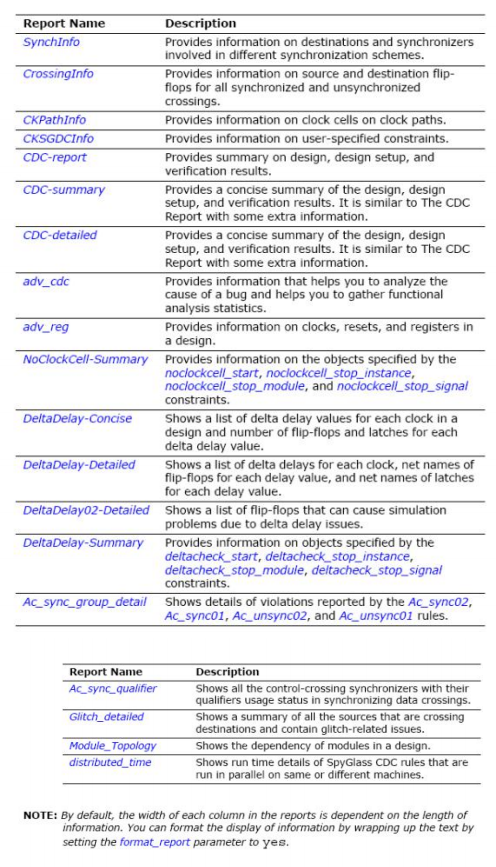 Report Name Description
SynchInfo Provides information on destinations and synchronizers
involved in different synchronization schemes.
CrossingInfo Provides information on source and destination flip-
flops for all synchronized and unsynchronized
crossings.
CKPathInfo Provides information on clock cells on clock paths.
CKSGDCInfo Provides information on user-specified constraints.
CDC-report Provides summary on design, design setup, and
verification results.
CDC-summary Provides a concise summary of the design, design
setup, and verification results. It is similar to The CDC
Report with some extra information.
CDC-detailed Provides a concise summary of the design, design
setup, and verification results. It is similar to The CDC
Report with some extra information.
adv_cdc Provides information that helps you to analyze the
cause of a bug and helps you to gather functional
analysis statistics.
adv_reg Provides information on clocks, resets, and registers in
a design.
NoClockCell-Summary Provides information on the objects specified by the
noclockcell_start, noclockcell_stop_instance,
noclockcell_stop_module, and noclockcell_stop_signal
constraints.
DeltaDelay-Concise Shows a list of delta delay values for each clock in a
design and number of flip-flops and latches for each
delta delay value.
DeltaDelay-Detailed Shows a list of delta delays for each clock, net names of
flip-flops for each delay value, and net names of latches
for each delay value.
DeltaDelay02-Detailed Shows a list of flip-flops that can cause simulation
problems due to delta delay issues.
DeltaDelay-Summary Provides information on objects specified by the
deltacheck_start, deltacheck_stop_instance,
deltacheck_stop_module, deltacheck_stop_signal
constraints.
Ac_sync_group_detail Shows details of violations reported by the Ac_sync02,
Ac_sync01, Ac_unsync02, and Ac_unsync01 rules.
Report Name Description
Ac_sync_qualifier Shows all the control-crossing synchronizers with their
qualifiers usage status in synchronizing data crossings.
Glitch_detailed Shows a summary of all the sources that are crossing
destinations and contain glitch-related issues.
Module_Topology Shows the dependency of modules in a design.
distributed_time Shows run time details of SpyGlass CDC rules that are
run in parallel on same or different machines.
NOTE: By default, the width of each column in the reports is dependent on the length of
information. You can format the display of information by wrapping up the text by
setting the format_report parameter to yes.